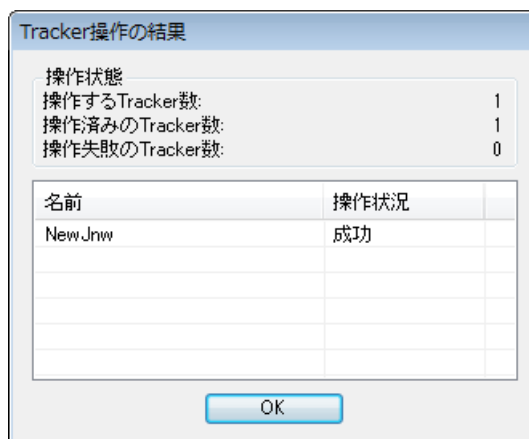 Tracker操作の結果
操作状態
操作するTracker数: 1
操作済みのTracker数: 1
操作失敗のTracker数: 0
名前 操作状況
NewJnw 成功
OK